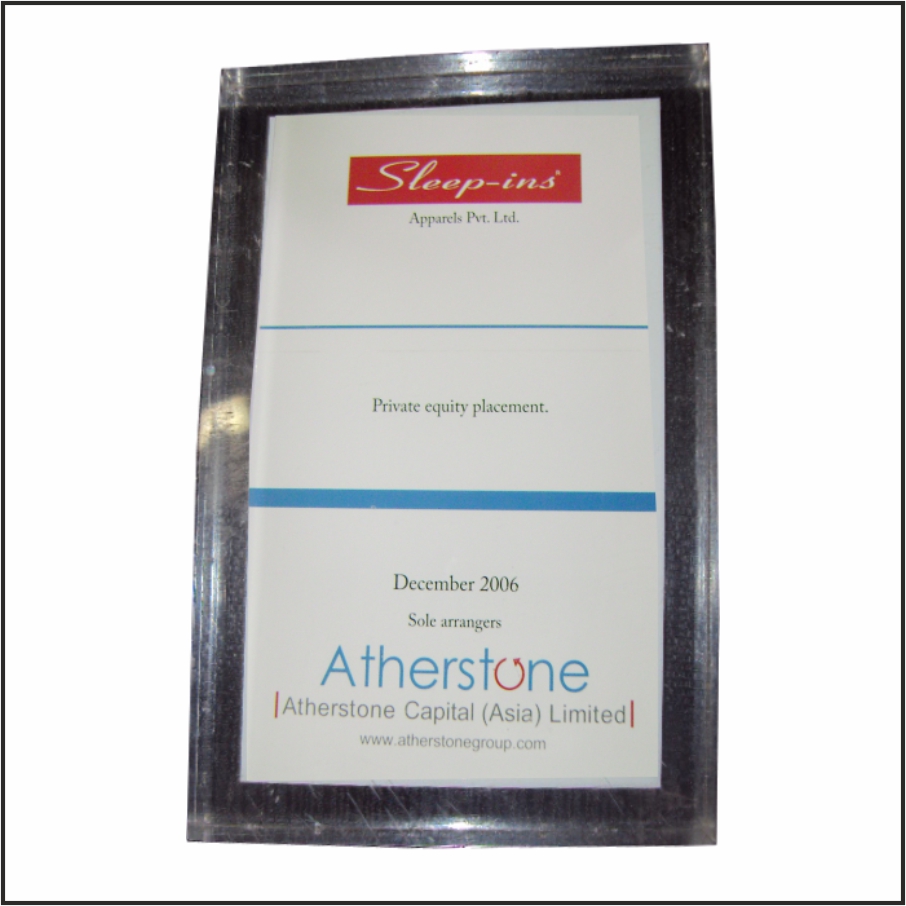 Sleep-ins®
Apparels Pvt. Ltd.
Private equity placement.
December 2006
Sole arrangers
Atherstone
|Atherstone Capital (Asia) Limited|
www.atherstonegroup.com